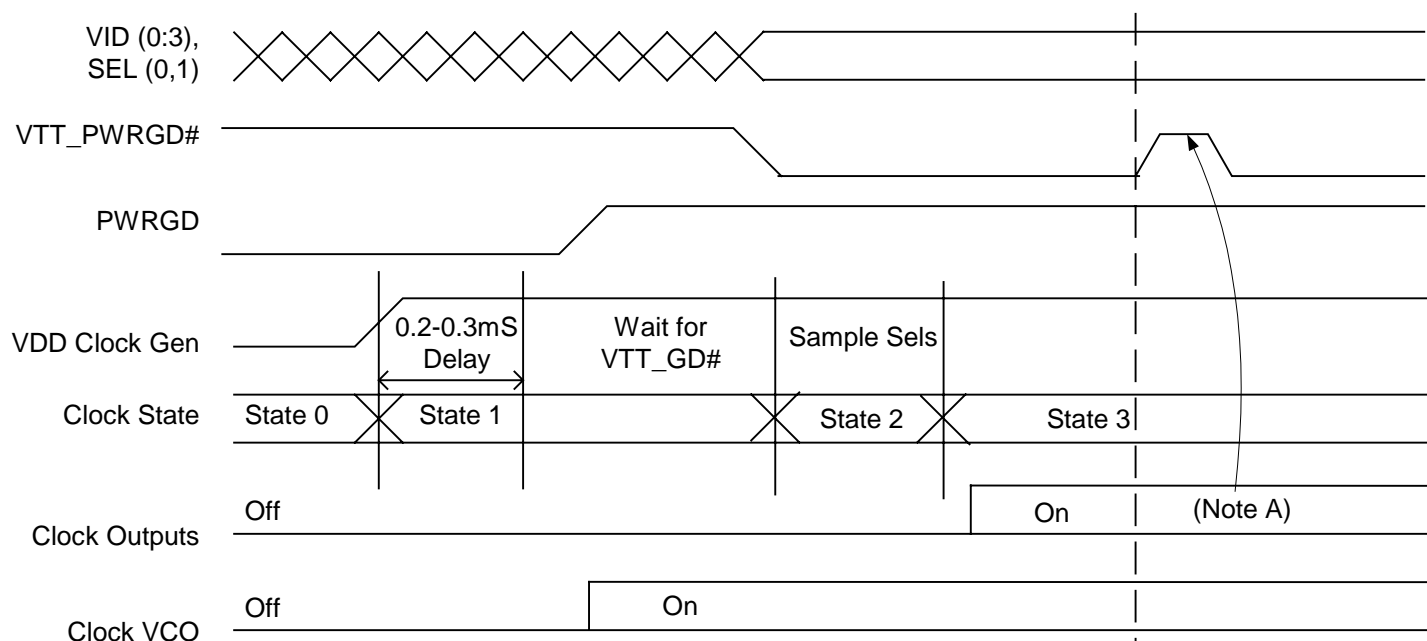 VID (0:3),
SEL (0,1)
VTT_PWRGD#
PWRGD
VDD Clock Gen
0.2-0.3mS
Delay
Wait for
VTT_GD#
Sample Sels
Clock State
State 0
State 1
State 2
State 3
Clock Outputs
Off
On
(Note A)
Clock VCO
Off
On